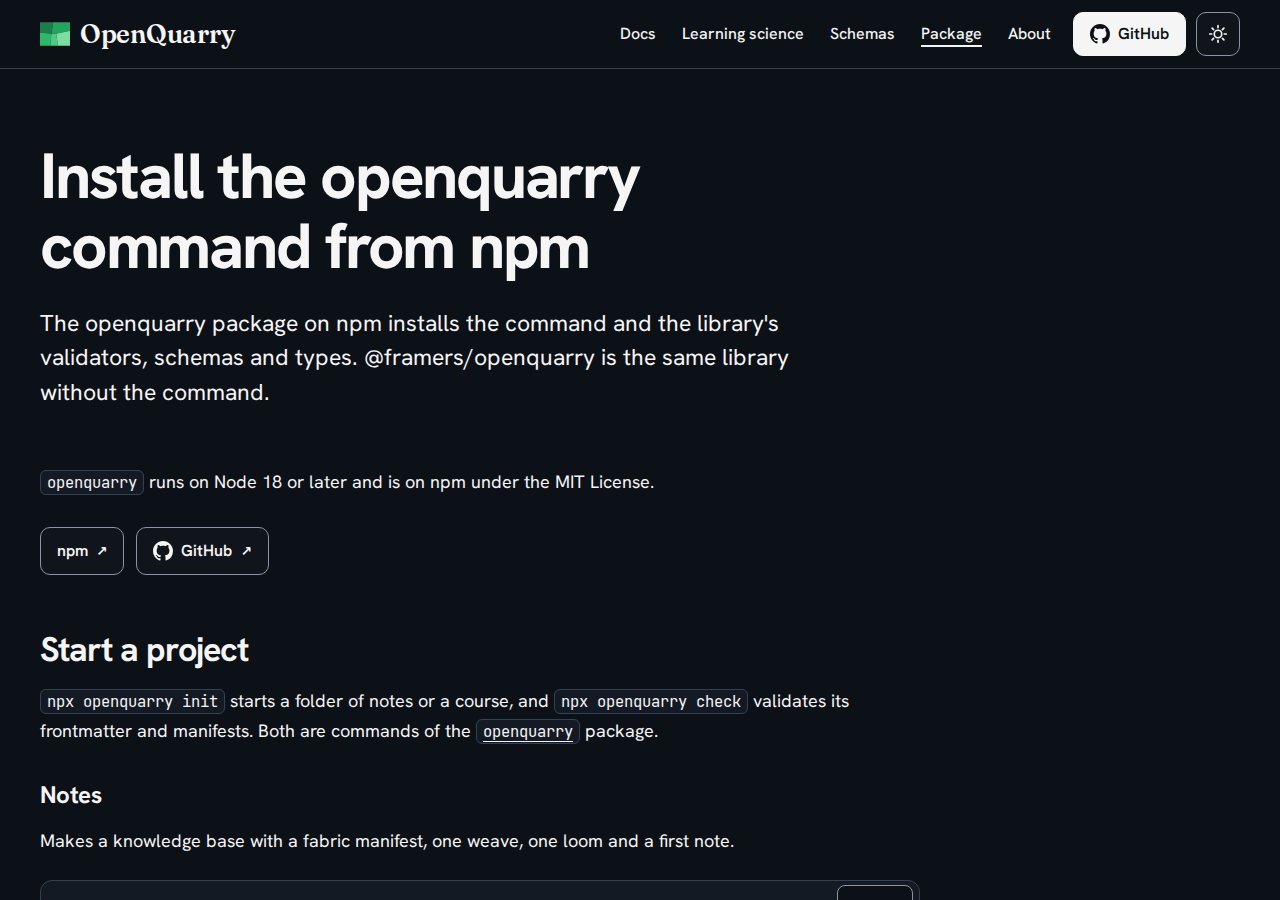 OpenQuarry
Docs
Learning science
Schemas
Package
About
GitHub
Install the openquarry
command from npm
The openquarry package on npm installs the command and the library's
validators, schemas and types. @framers/openquarry is the same library
without the command.
openquarry runs on Node 18 or later and is on npm under the MIT License.
npm ↗
GitHub ↗
Start a project
npx openquarry init starts a folder of notes or a course, and npx openquarry check validates its
frontmatter and manifests. Both are commands of the openquarry package.
Notes
Makes a knowledge base with a fabric manifest, one weave, one loom and a first note.